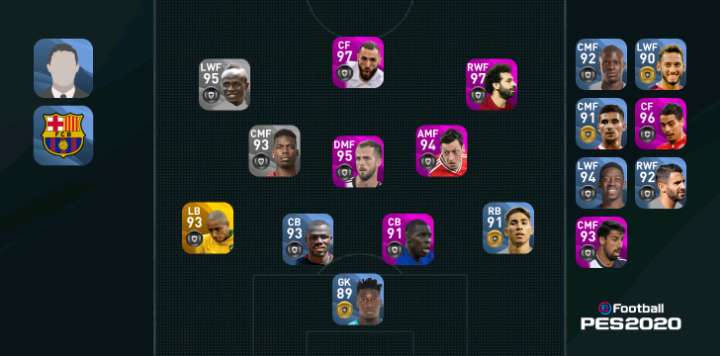 CF
97
LWF
95
RWF
97
CMF
93
DMF
95
AMF
94
LB
93
CB
93
CB
91
RB
91
GK
89
CMF
92
LWF
90
CMF
91
CF
96
LWF
94
RWF
92
CMF
93
FCB
eFootball
PES2020